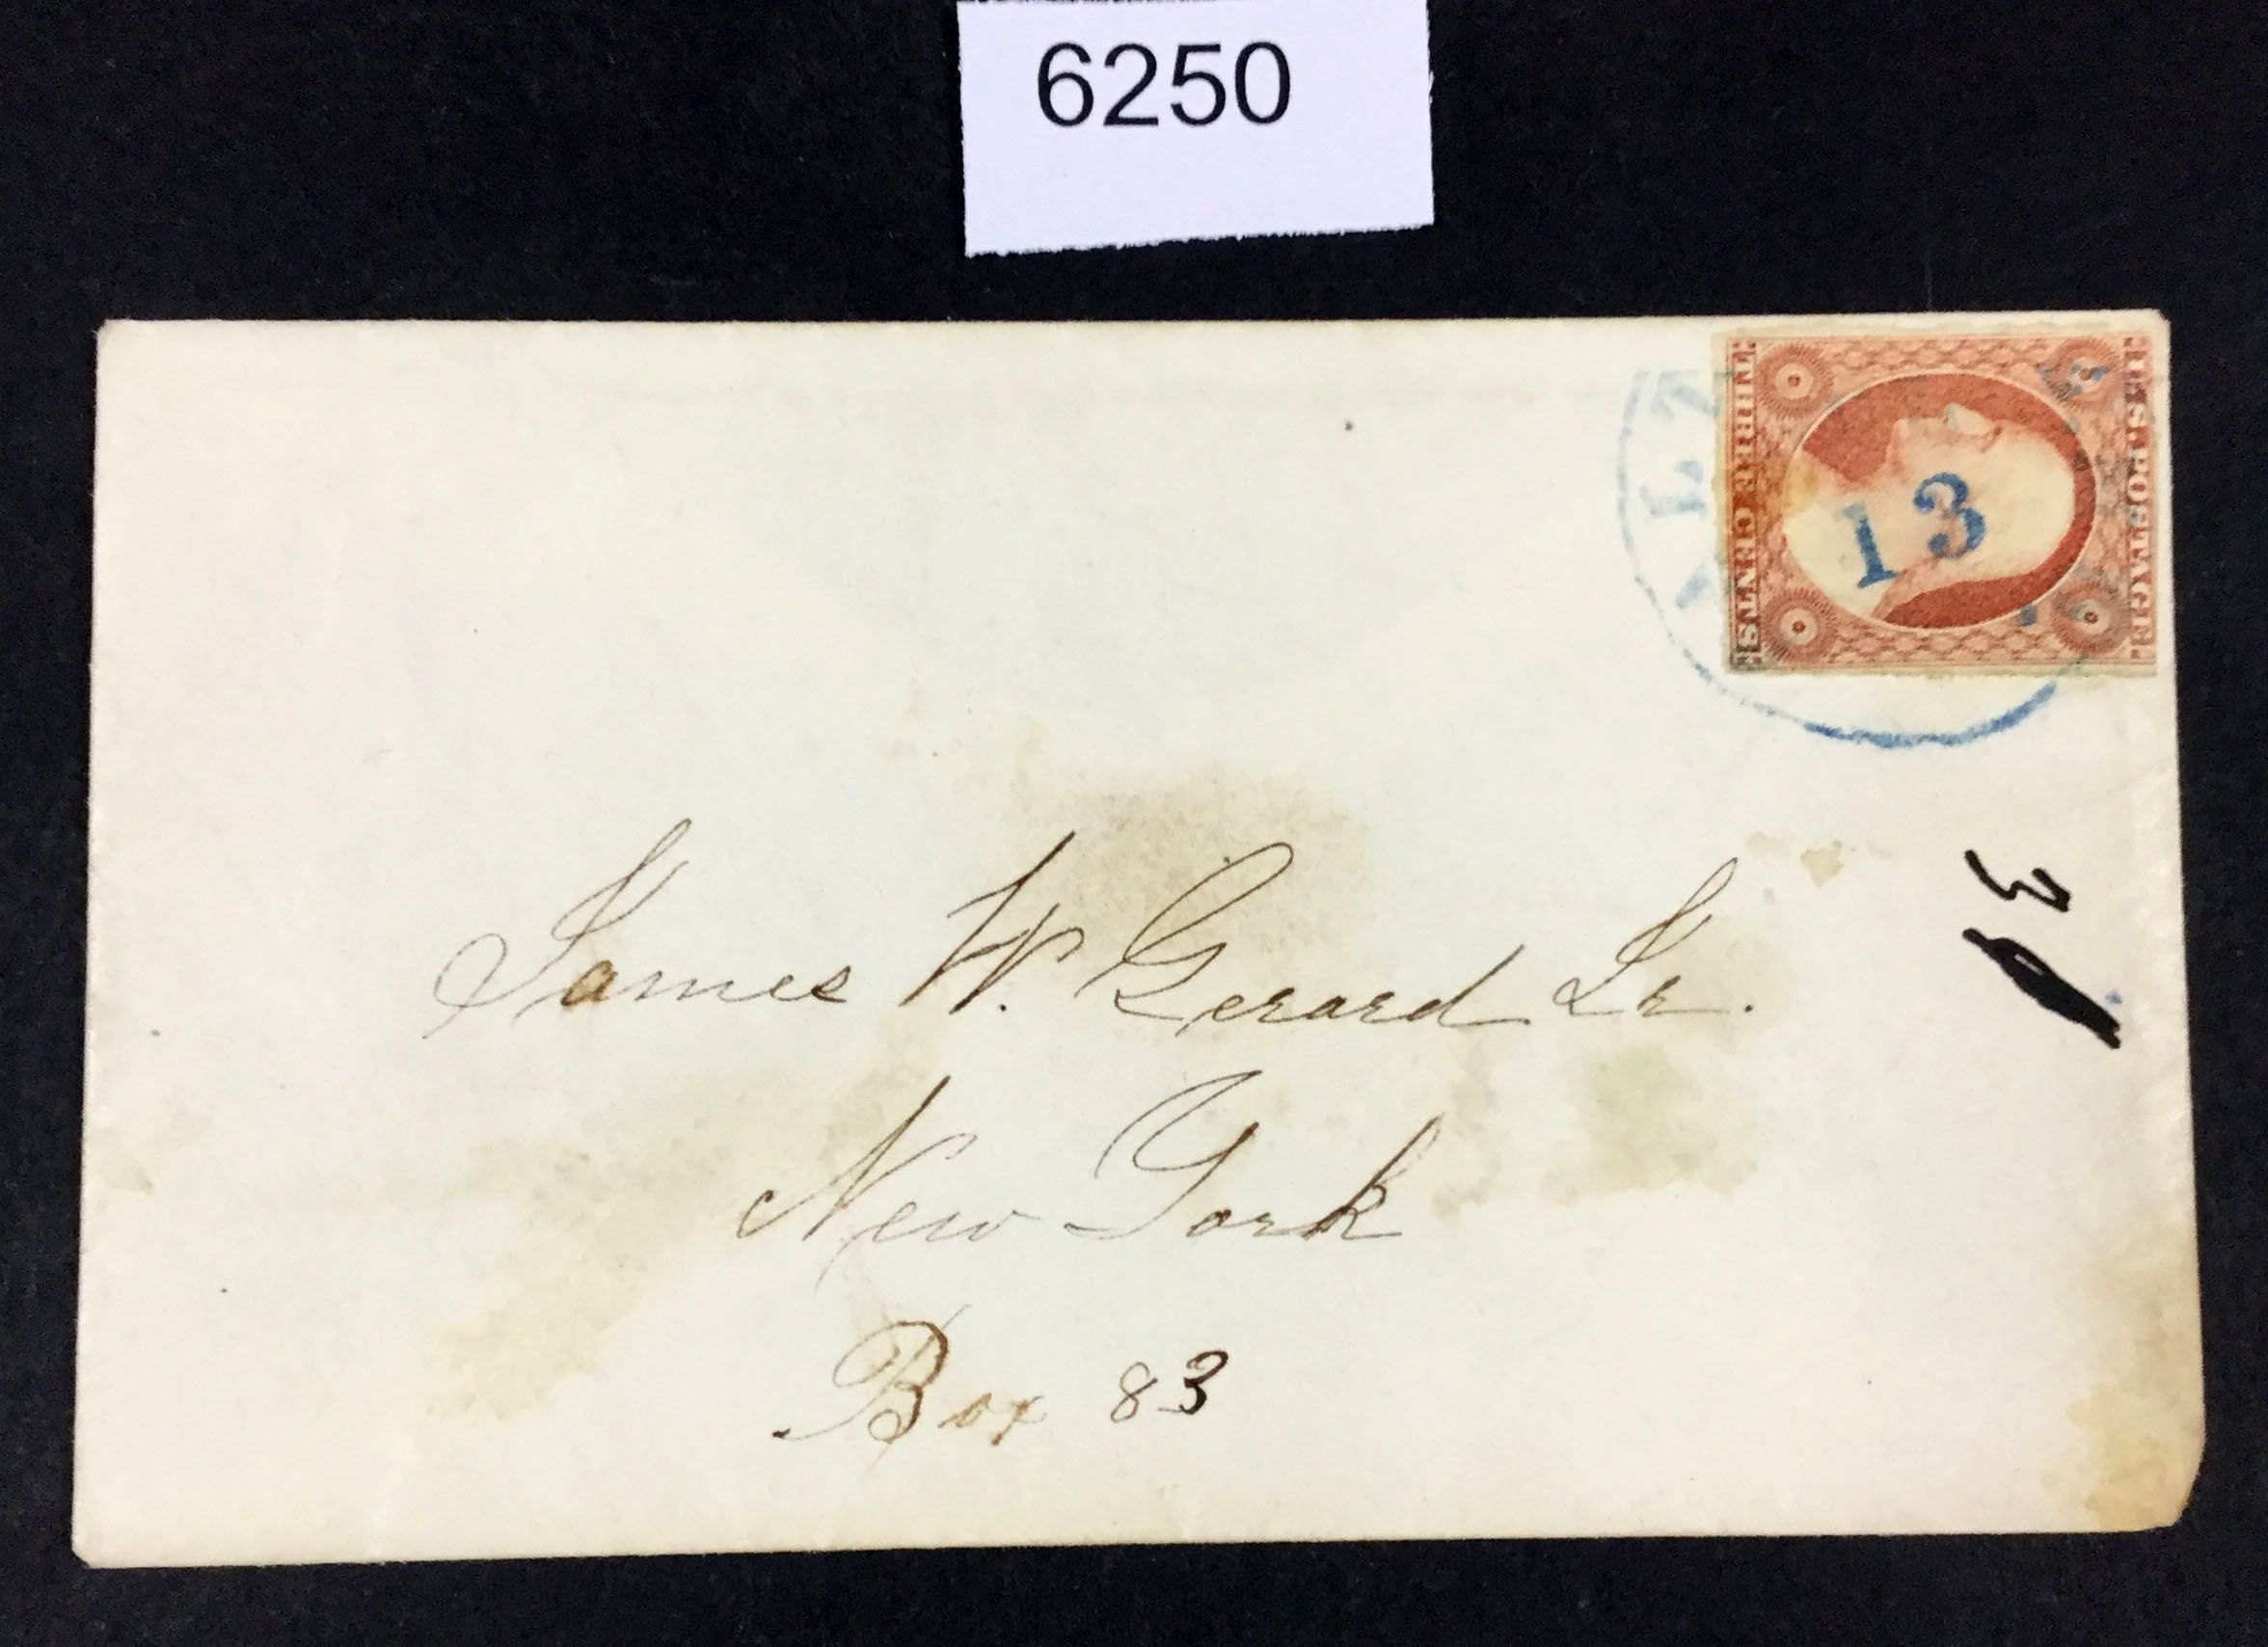 6250
U.S. POSTAGE
THREE CENTS
13
James W. Gerard Jr.
New York
Box 83